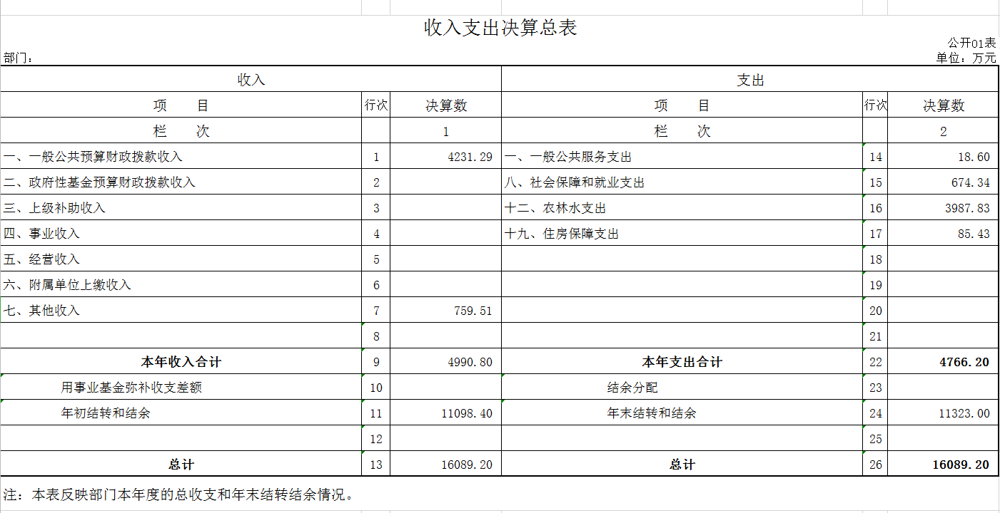 收入支出决算总表
公开01表
部门： 单位：万元
收入 支出
项 目 行次 决算数 项 目 行次 决算数
栏 次 1 栏 次 2
一、一般公共预算财政拨款收入 1 4231.29 一、一般公共服务支出 14 18.60
二、政府性基金预算财政拨款收入 2 八、社会保障和就业支出 15 674.34
三、上级补助收入 3 十二、农林水支出 16 3987.83
四、事业收入 4 十九、住房保障支出 17 85.43
五、经营收入 5 18
六、附属单位上缴收入 6 19
七、其他收入 7 759.51 20
8 21
本年收入合计 9 4990.80 本年支出合计 22 4766.20
用事业基金弥补收支差额 10 结余分配 23
年初结转和结余 11 11098.40 年末结转和结余 24 11323.00
12 25
总计 13 16089.20 总计 26 16089.20
注：本表反映部门本年度的总收支和年末结转结余情况。